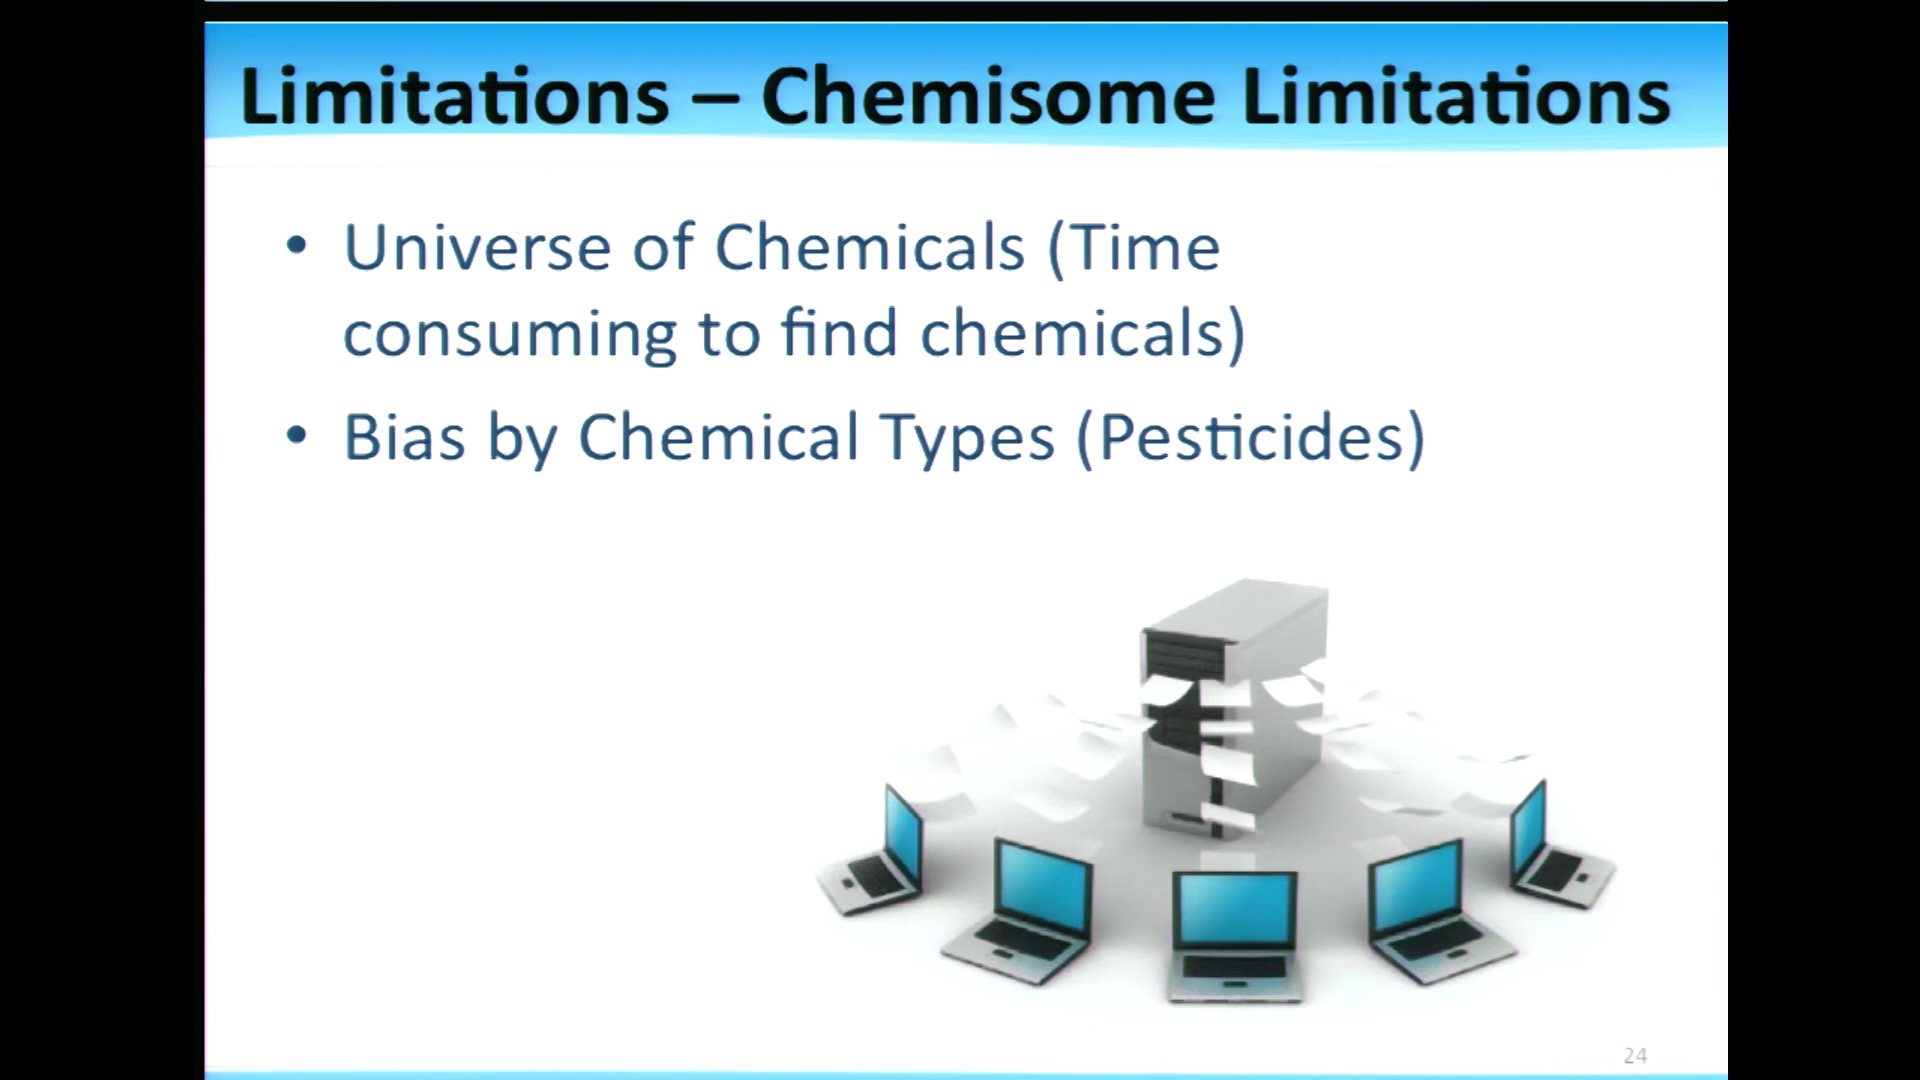 Limitations – Chemisome Limitations
• Universe of Chemicals (Time
consuming to find chemicals)
• Bias by Chemical Types (Pesticides)
24